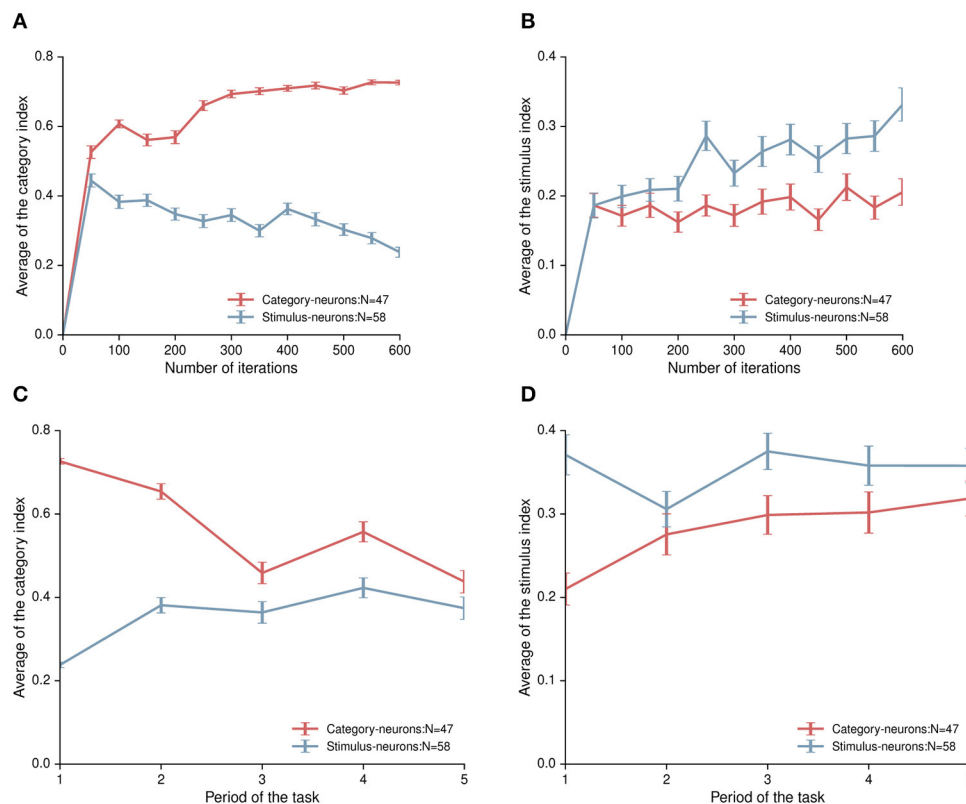 A
Average of the category index
0.8
0.6
0.4
0.2
0.0
0 100 200 300 400 500 600
Number of iterations
Category-neurons:N=47
Stimulus-neurons:N=58
B
Average of the stimulus index
0.4
0.3
0.2
0.1
0.0
0 100 200 300 400 500 600
Number of iterations
Category-neurons:N=47
Stimulus-neurons:N=58
C
Average of the category index
0.8
0.6
0.4
0.2
0.0
1 2 3 4 5
Period of the task
Category-neurons:N=47
Stimulus-neurons:N=58
D
Average of the stimulus index
0.4
0.3
0.2
0.1
0.0
1 2 3 4
Period of the task
Category-neurons:N=47
Stimulus-neurons:N=58